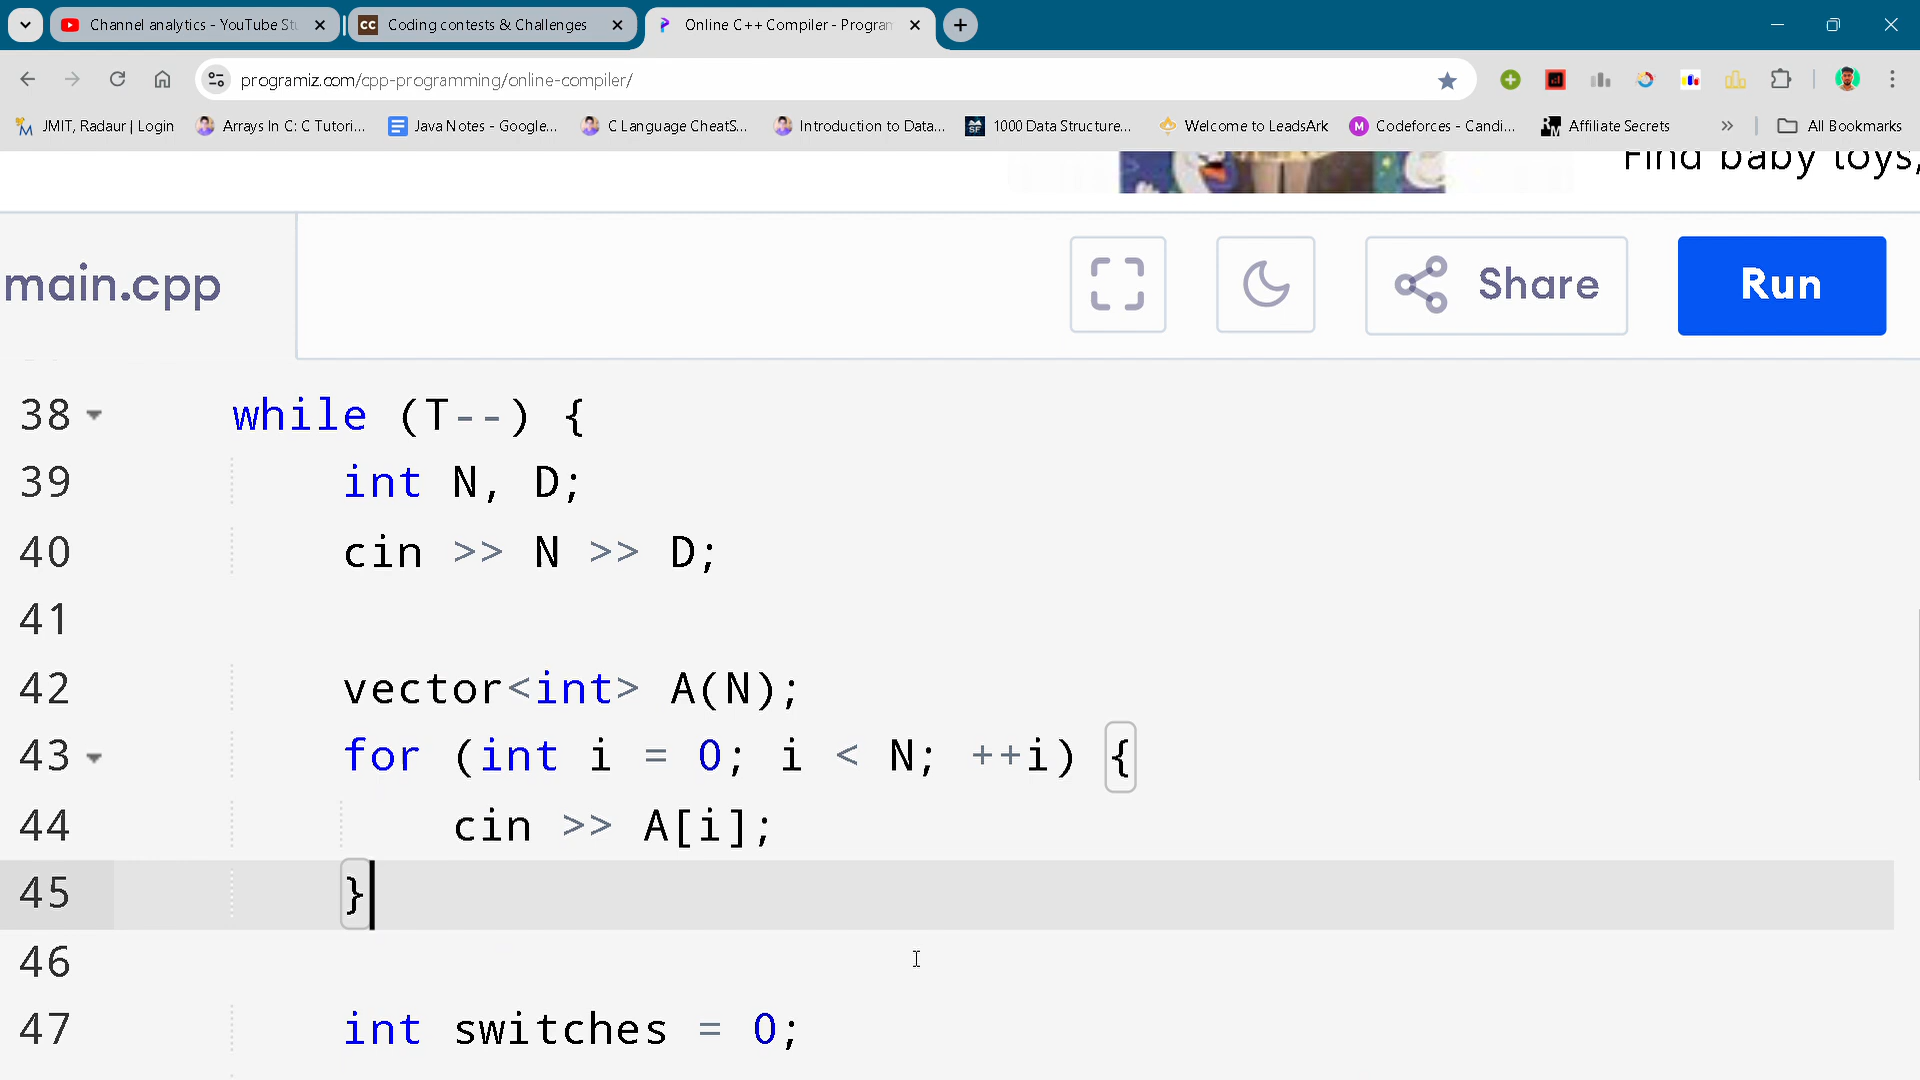 Channel analytics - YouTube St
Coding contests & Challenges
Online C++ Compiler - Program
programiz.com/cpp-programming/online-compiler/
JMIT, Radaur | Login
Arrays In C: C Tutori...
Java Notes - Google...
C Language CheatS...
Introduction to Data...
1000 Data Structure...
Welcome to LeadsArk
Codeforces - Candi...
Affiliate Secrets
All Bookmarks
Find baby toys,
main.cpp
Share
Run
38 while (T--) {
39 int N, D;
40 cin >> N >> D;
41
42 vector<int> A(N);
43 for (int i = 0; i < N; ++i) {
44 cin >> A[i];
45 }
46
47 int switches = 0;